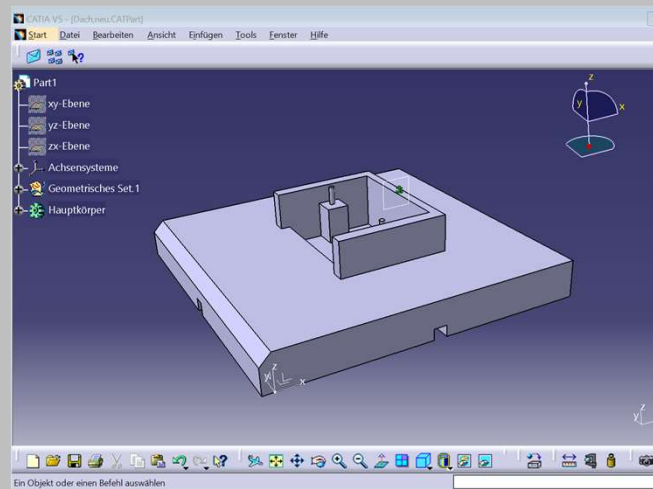 CATIA V5 - [Dach,neu.CATPart]
Start Datei Bearbeiten Ansicht Einfügen Tools Fenster Hilfe
Part1
xy-Ebene
yz-Ebene
zx-Ebene
Achsensysteme
Geometrisches Set.1
Hauptkörper
z
y x
z
y x
z
y
Ein Objekt oder einen Befehl auswählen